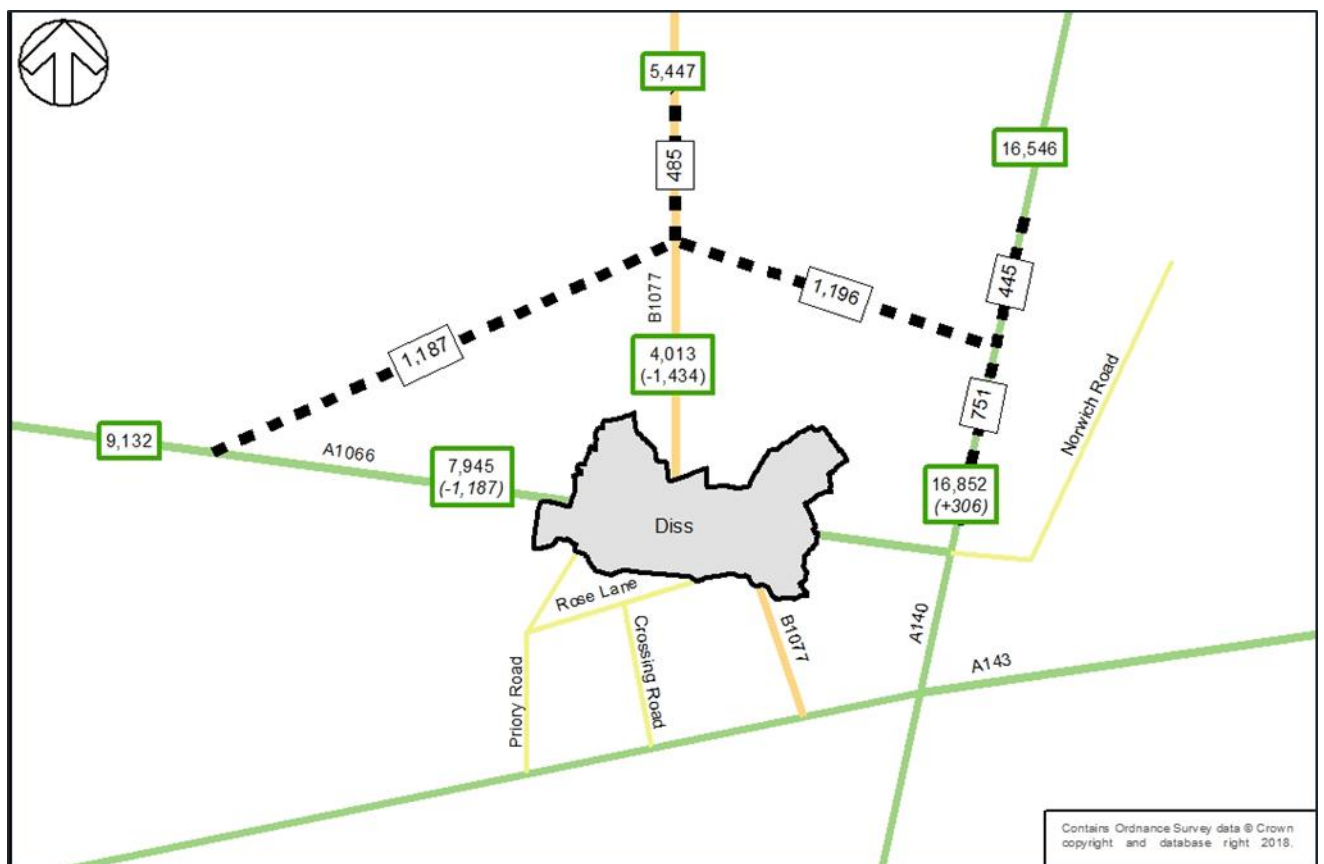 5,447
16,546
485
445
1,196
B1077
1,187
4,013
(-1,434)
751
Norwich Road
9,132
A1066
7,945
(-1,187)
16,852
(+306)
Diss
Rose Lane
B1077
A140
Crossing Road
Priory Road
A143
Contains Ordnance Survey data © Crown
copyright and database right 2018.